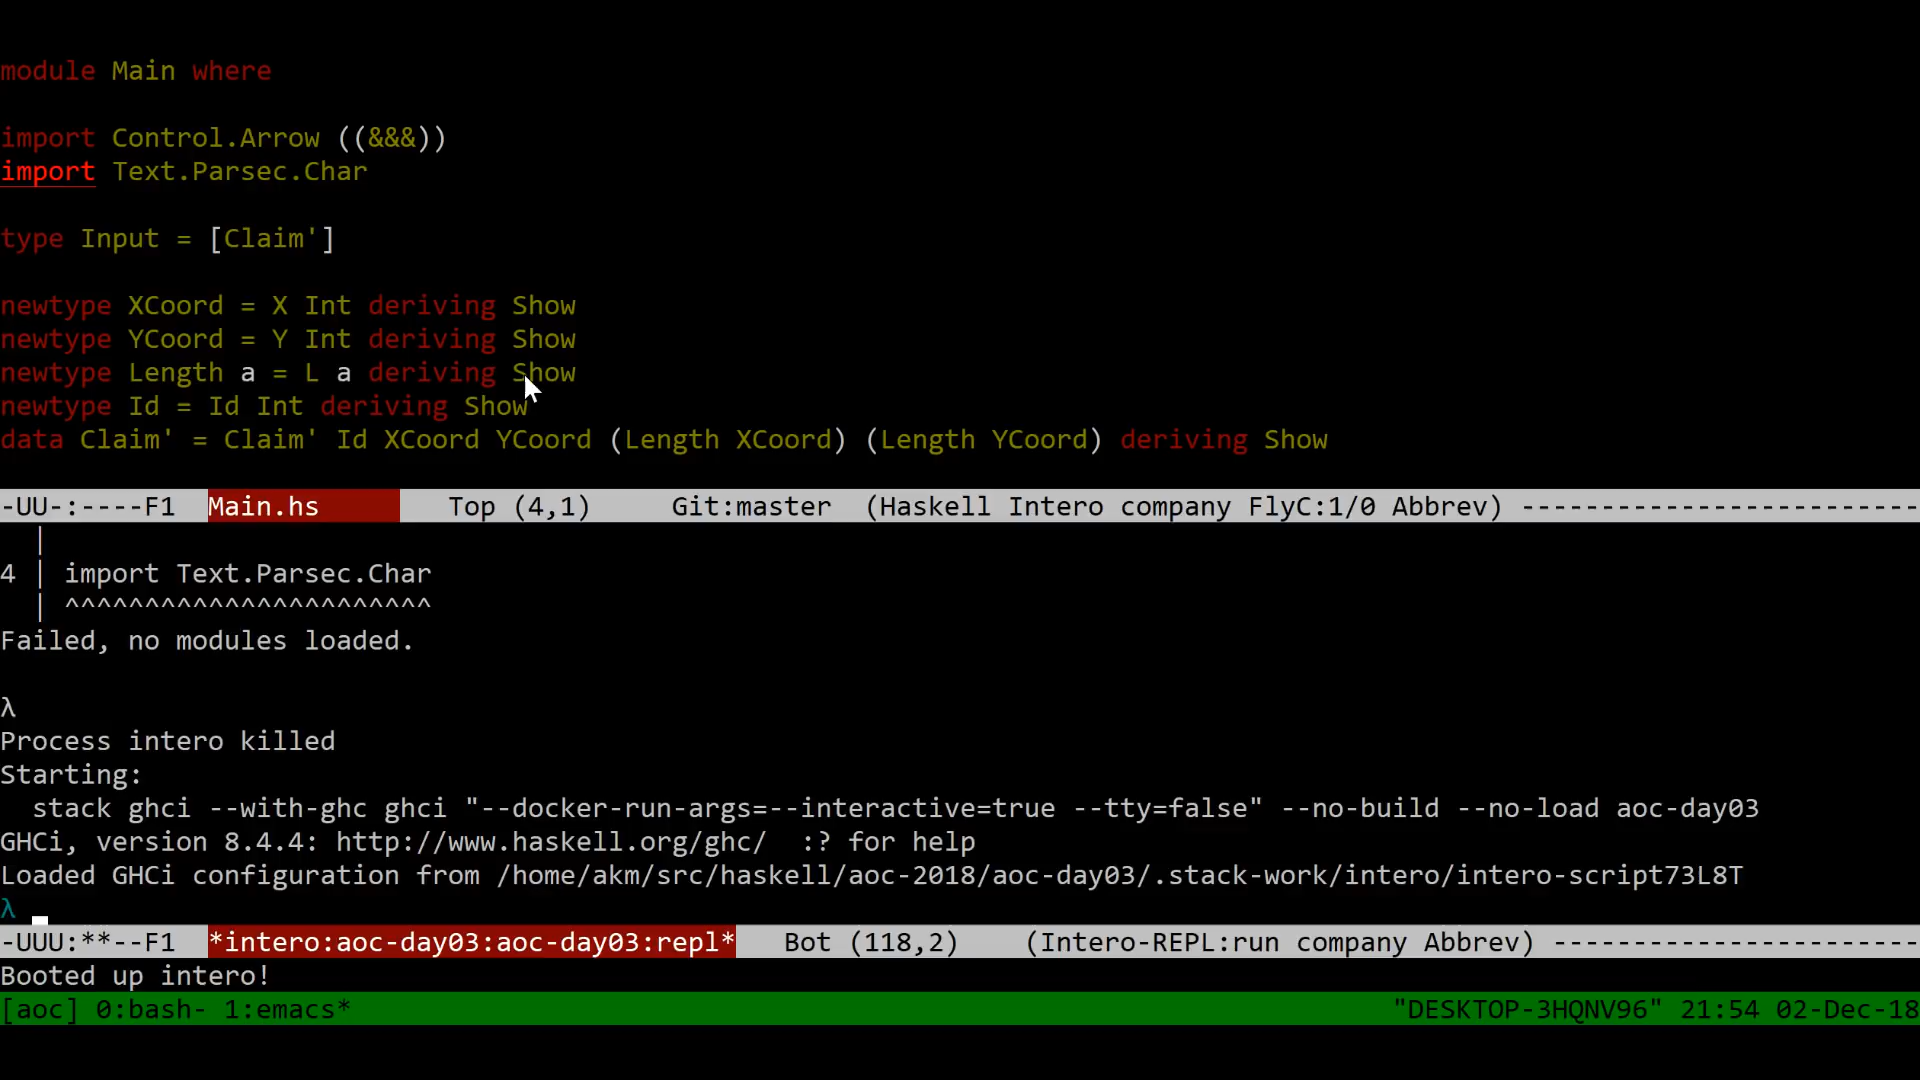 module Main where
import Control.Arrow ((&&&))
import Text.Parsec.Char
type Input = [Claim']
newtype XCoord = X Int deriving Show
newtype YCoord = Y Int deriving Show
newtype Length a = L a deriving Show
newtype Id = Id Int deriving Show
data Claim' = Claim' Id XCoord YCoord (Length XCoord) (Length YCoord) deriving Show
-UU-:----F1  Main.hs        Top (4,1)     Git:master  (Haskell Intero company FlyC:1/0 Abbrev) -------------------------
  |
4 | import Text.Parsec.Char
  | ^^^^^^^^^^^^^^^^^^^^^^^
Failed, no modules loaded.
λ
Process intero killed
Starting:
  stack ghci --with-ghc ghci "--docker-run-args=--interactive=true --tty=false" --no-build --no-load aoc-day03
GHCi, version 8.4.4: http://www.haskell.org/ghc/  :? for help
Loaded GHCi configuration from /home/akm/src/haskell/aoc-2018/aoc-day03/.stack-work/intero/intero-script73L8T
λ
-UUU:**--F1  *intero:aoc-day03:aoc-day03:repl*   Bot (118,2)    (Intero-REPL:run company Abbrev) -----------------------
Booted up intero!
[aoc] 0:bash- 1:emacs*                                                                 "DESKTOP-3HQNV96" 21:54 02-Dec-18